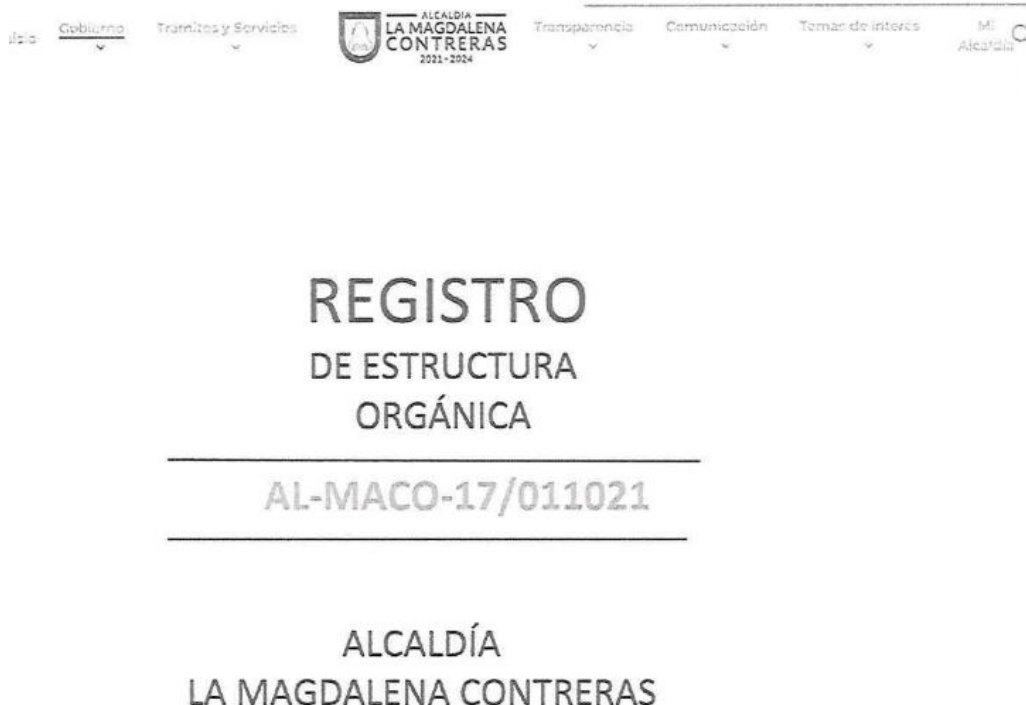 Gobierno
Trámites y Servicios
ALCALDÍA
LA MAGDALENA
CONTRERAS
2021-2024
Transparencia
Comunicación
Temas de interes
Mi
Alcaldía
REGISTRO
DE ESTRUCTURA
ORGÁNICA
AL-MACO-17/011021
ALCALDÍA
LA MAGDALENA CONTRERAS